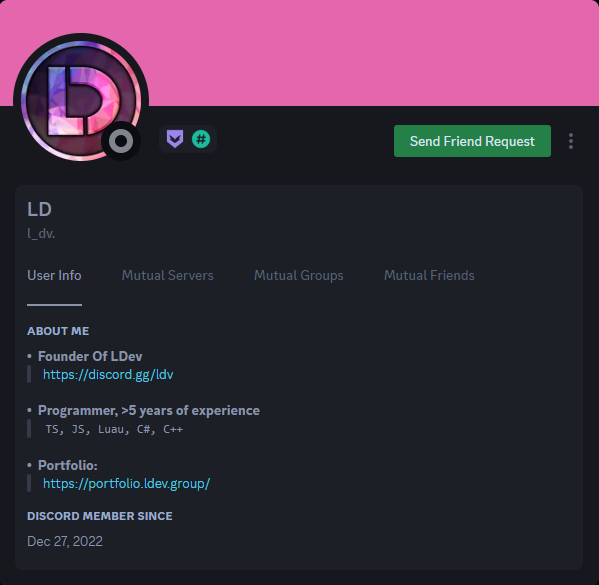 LD
#
Send Friend Request
LD
l_dv.
User Info Mutual Servers Mutual Groups Mutual Friends
ABOUT ME
• Founder Of LDev
https://discord.gg/ldv
• Programmer, >5 years of experience
TS, JS, Luau, C#, C++
• Portfolio:
https://portfolio.ldev.group/
DISCORD MEMBER SINCE
Dec 27, 2022